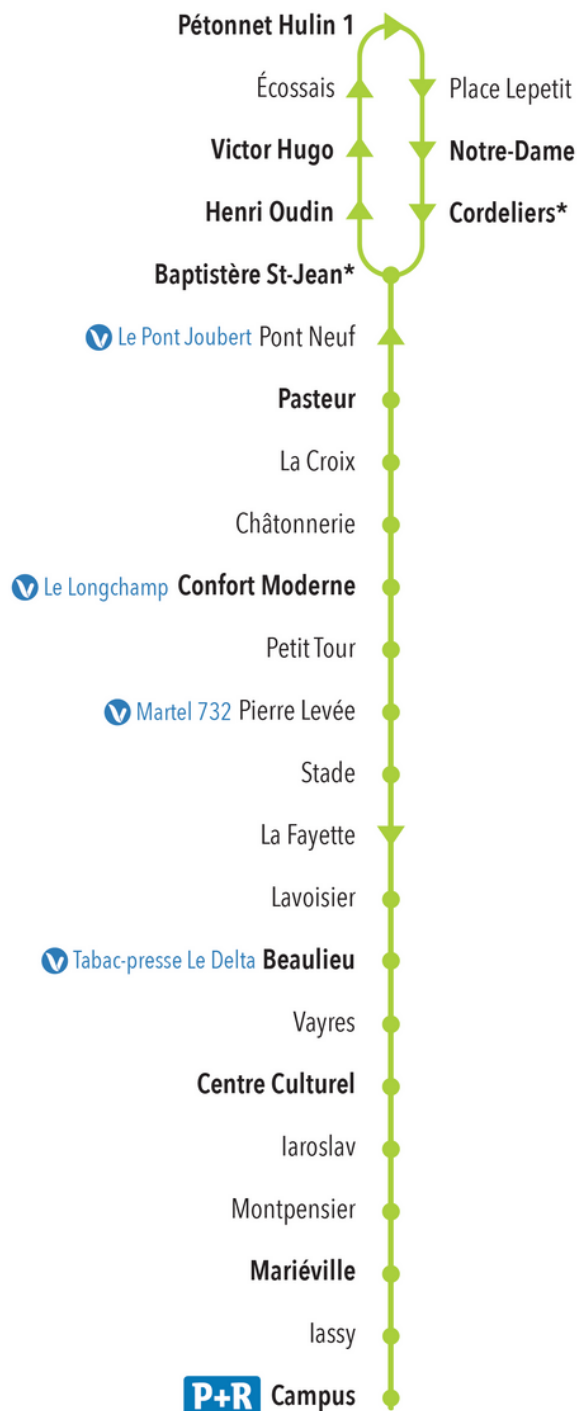 Pétonnet Hulin 1
Écossais Place Lepetit
Victor Hugo Notre-Dame
Henri Oudin Cordeliers*
Baptistère St-Jean*
Le Pont Joubert Pont Neuf
Pasteur
La Croix
Châtonnerie
Le Longchamp Confort Moderne
Petit Tour
Martel 732 Pierre Levée
Stade
La Fayette
Lavoisier
Tabac-presse Le Delta Beaulieu
Vayres
Centre Culturel
Iaroslav
Montpensier
Mariéville
Iassy
P+R Campus